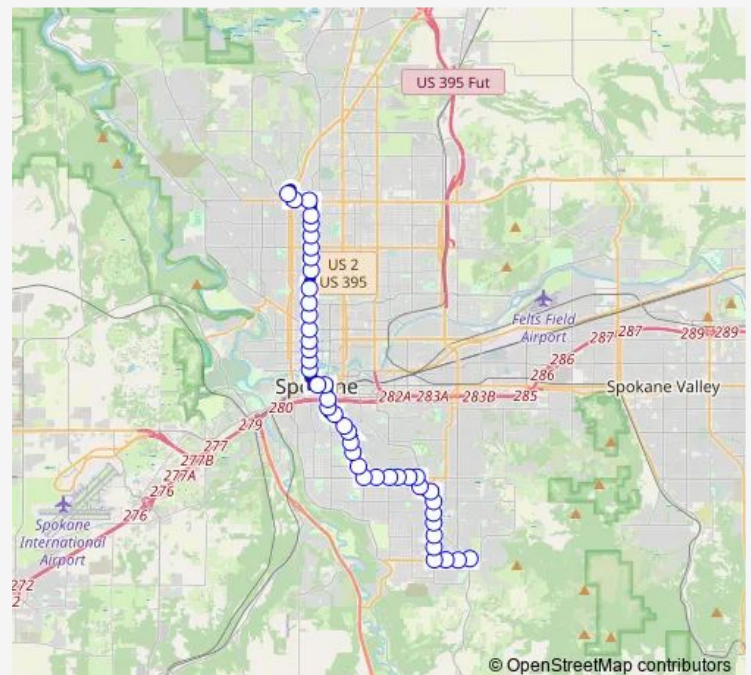 US 395 Fut
US 2
US 395
Felts Field
Airport
287
287
289
289
286
286
Spokane
Spokane Valley
282A
283A
283B
285
280
279
277
277B
277A
276
276
Spokane
International
Airport
272
2
© OpenStreetMap contributors